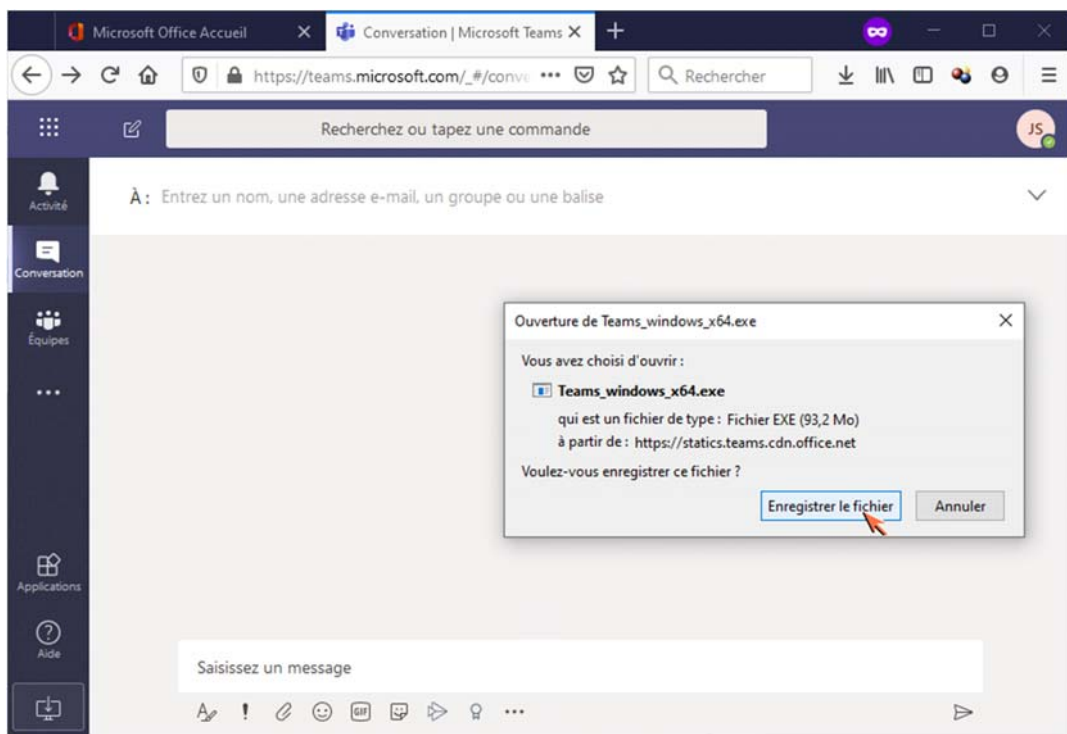 Microsoft Office Accueil
Conversation | Microsoft Teams
https://teams.microsoft.com/_#/conve
Rechercher
Recherchez ou tapez une commande
JS
Activité
À : Entrez un nom, une adresse e-mail, un groupe ou une balise
Conversation
Équipes
Ouverture de Teams_windows_x64.exe
Vous avez choisi d'ouvrir :
Teams_windows_x64.exe
qui est un fichier de type : Fichier EXE (93,2 Mo)
à partir de : https://statics.teams.cdn.office.net
Voulez-vous enregistrer ce fichier ?
Enregistrer le fichier
Annuler
Applications
Aide
Saisissez un message
GIF